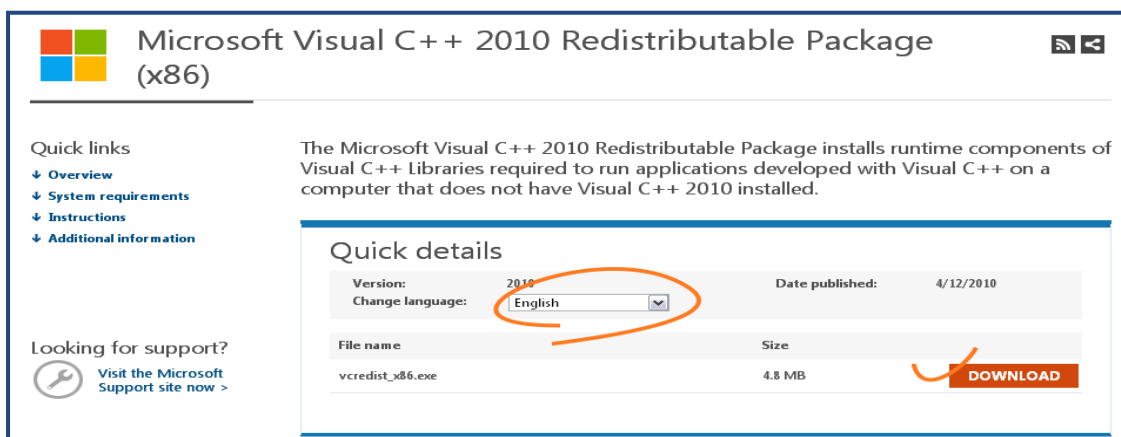 Microsoft Visual C++ 2010 Redistributable Package
(x86)
Quick links
Overview
System requirements
Instructions
Additional information
Looking for support?
Visit the Microsoft
Support site now >
The Microsoft Visual C++ 2010 Redistributable Package installs runtime components of
Visual C++ Libraries required to run applications developed with Visual C++ on a
computer that does not have Visual C++ 2010 installed.
Quick details
Version: 2010 Date published: 4/12/2010
Change language: English
File name Size
vcredist_x86.exe 4.8 MB DOWNLOAD